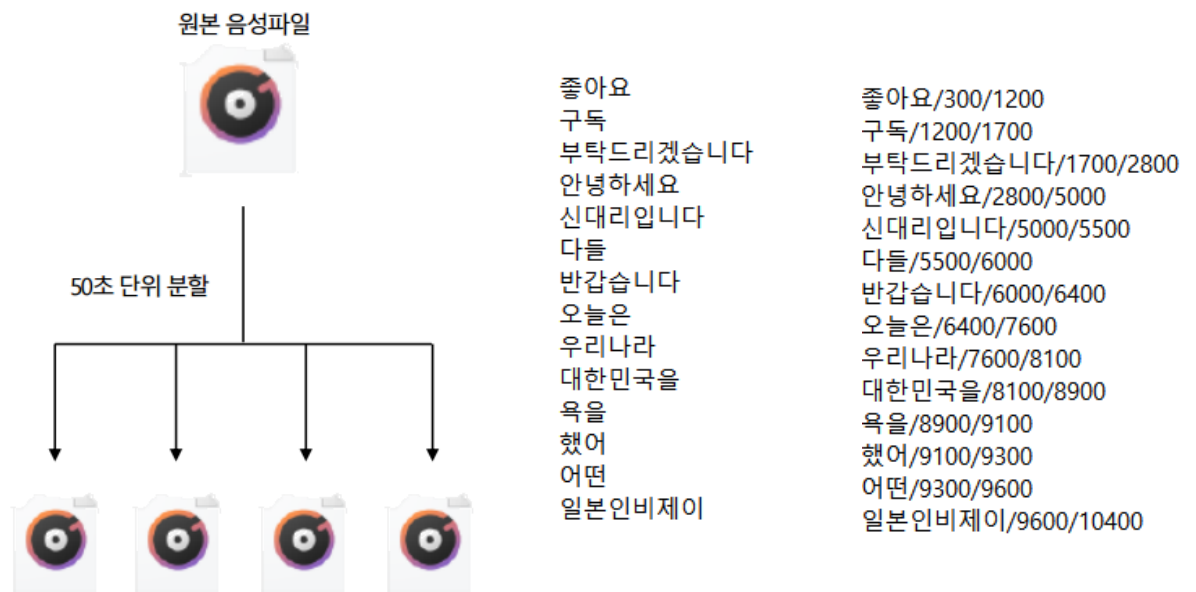 원본 음성파일
50초 단위 분할
좋아요
구독
부탁드리겠습니다
안녕하세요
신대리입니다
다들
반갑습니다
오늘은
우리나라
대한민국을
욕을
했어
어떤
일본인비제이
좋아요/300/1200
구독/1200/1700
부탁드리겠습니다/1700/2800
안녕하세요/2800/5000
신대리입니다/5000/5500
다들/5500/6000
반갑습니다/6000/6400
오늘은/6400/7600
우리나라/7600/8100
대한민국을/8100/8900
욕을/8900/9100
했어/9100/9300
어떤/9300/9600
일본인비제이/9600/10400